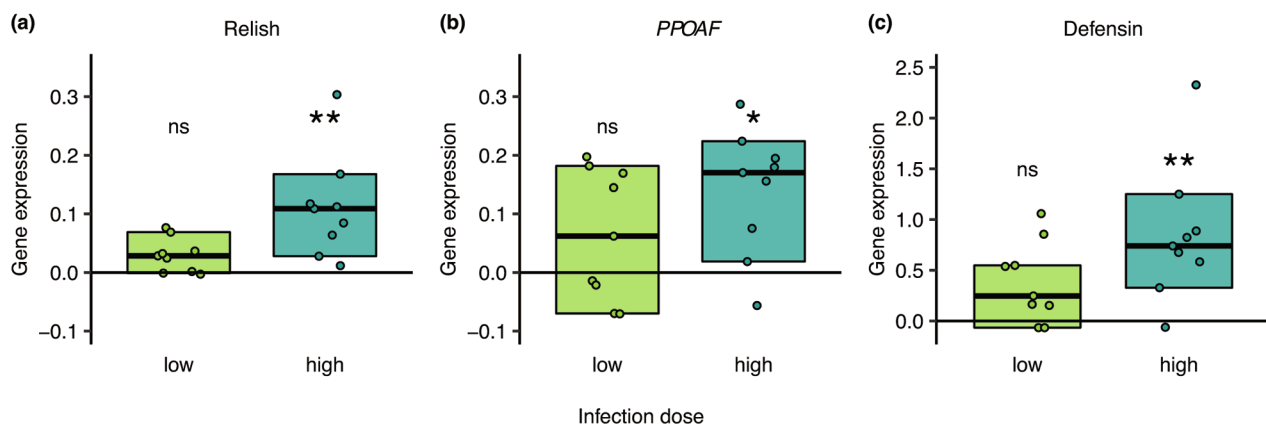 (a)
Relish
Gene expression
0.3
0.2
0.1
0.0
−0.1
ns
**
low
high
(b)
PPOAF
Gene expression
0.3
0.2
0.1
0.0
−0.1
ns
*
low
high
(c)
Defensin
Gene expression
2.5
2.0
1.5
1.0
0.5
0.0
ns
**
low
high
Infection dose